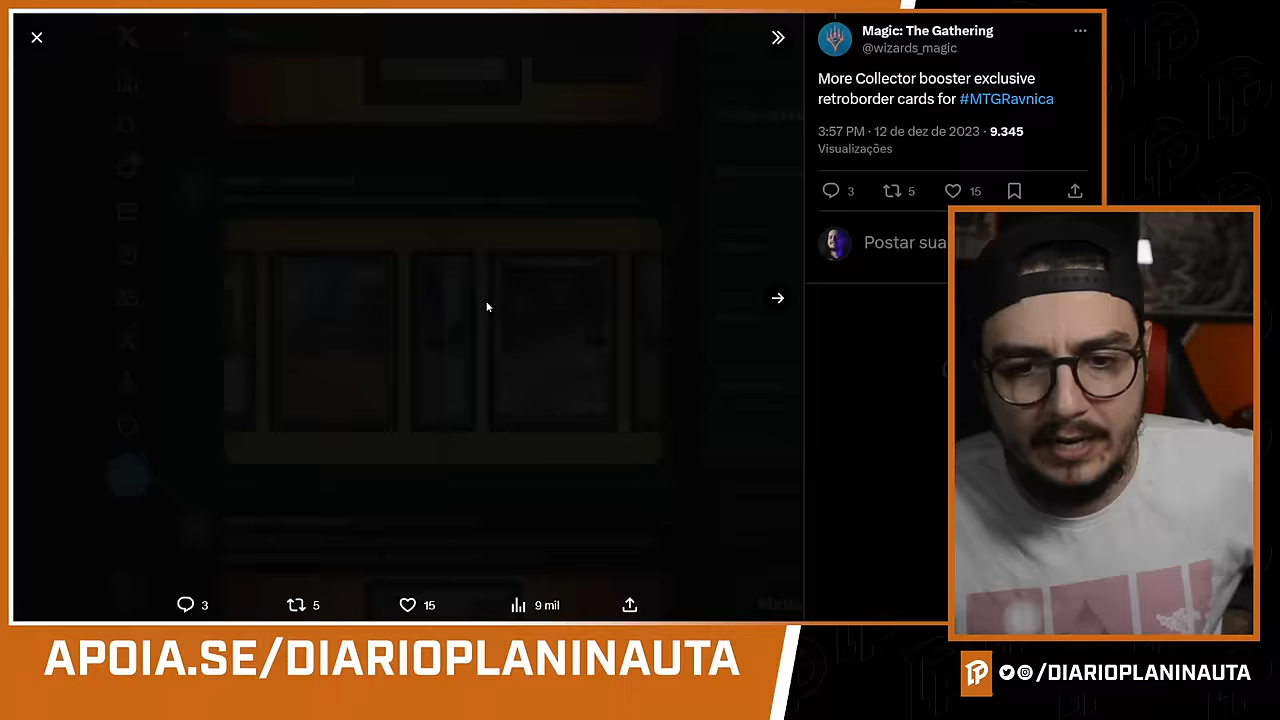 Magic: The Gathering
@wizards_magic
More Collector booster exclusive
retroborder cards for #MTGRavnica
3:57 PM · 12 de dez de 2023 · 9.345
Visualizações
3 5 15
Postar sua
3 5 15 9 mil
APOIA.SE/DIARIOPLANINAUTA
/DIARIOPLANINAUTA